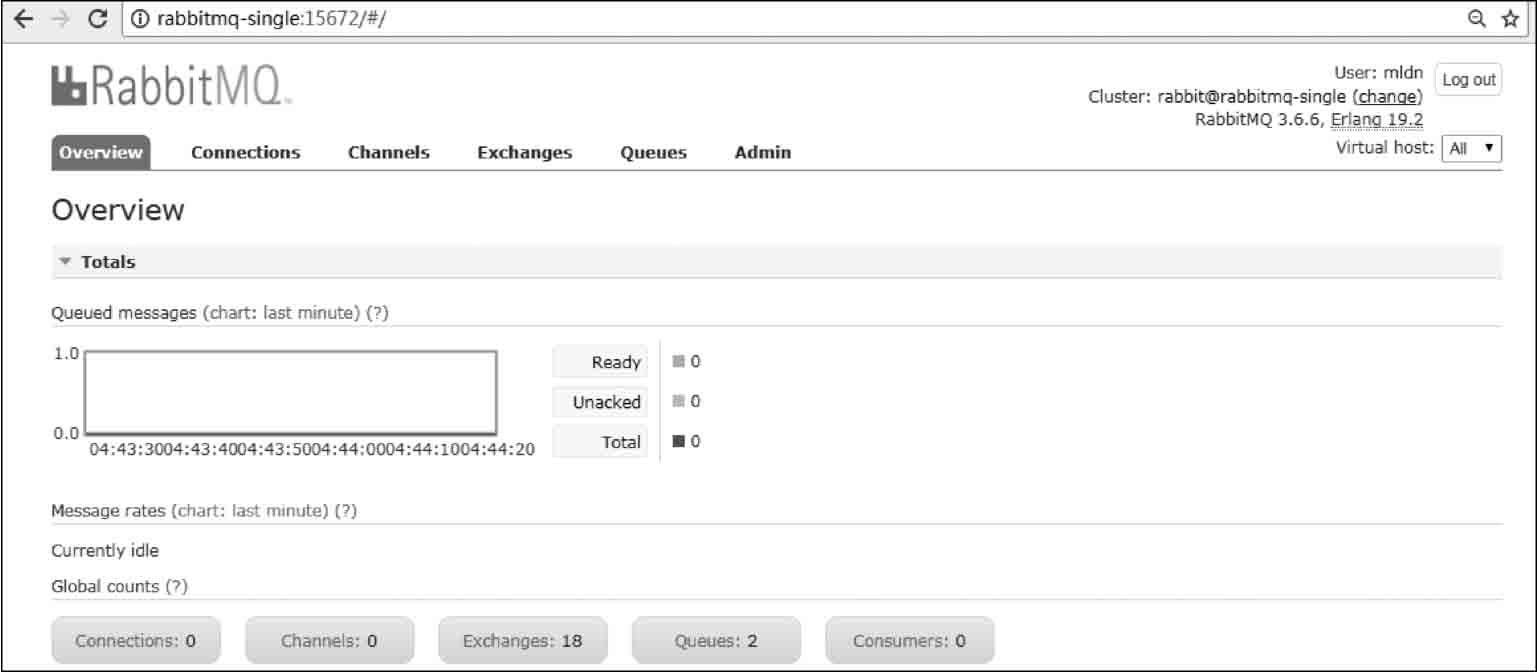 rabbitmq-single:15672/#/
RabbitMQ
User: mldn
Log out
Cluster: rabbit@rabbitmq-single (change)
RabbitMQ 3.6.6, Erlang 19.2
Virtual host: All
Overview Connections Channels Exchanges Queues Admin
Overview
Totals
Queued messages (chart: last minute) (?)
1.0
0.0
04:43:30 04:43:40 04:43:50 04:44:00 04:44:10 04:44:20
Ready 0
Unacked 0
Total 0
Message rates (chart: last minute) (?)
Currently idle
Global counts (?)
Connections: 0 Channels: 0 Exchanges: 18 Queues: 2 Consumers: 0